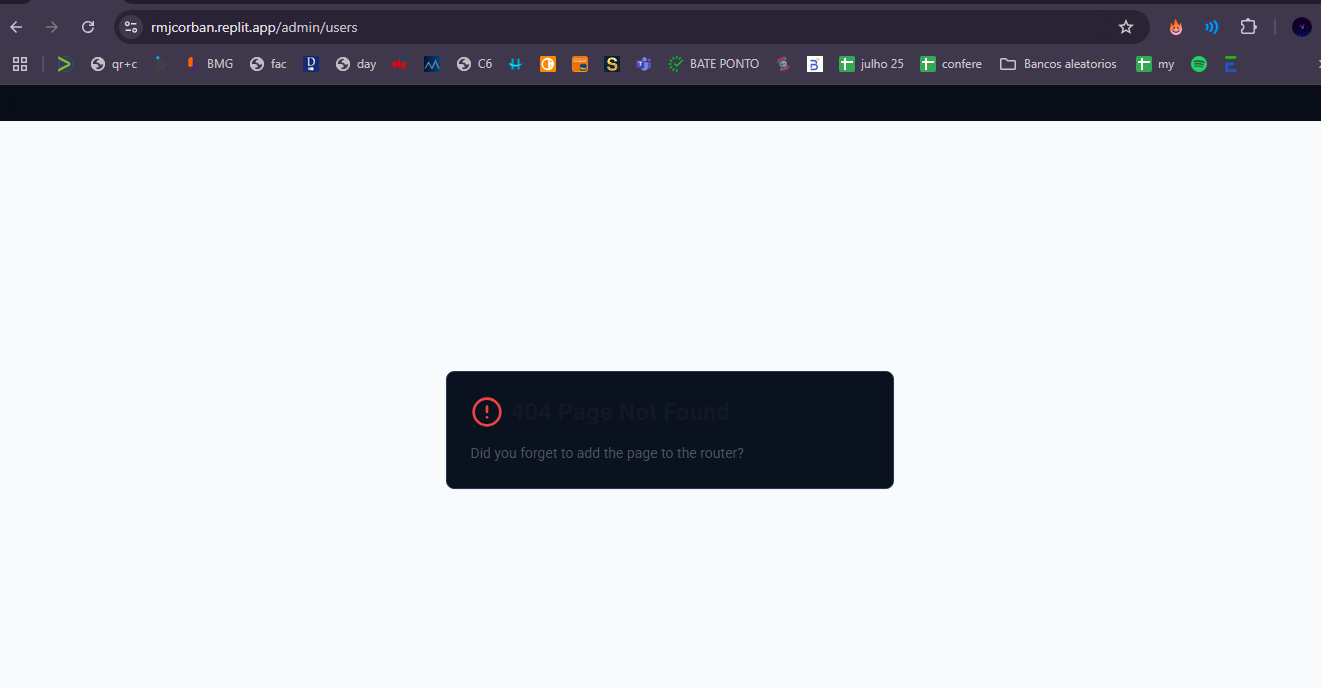 rmjcorban.replit.app/admin/users
qr+c BMG fac day C6 BATE PONTO julho 25 confere Bancos aleatorios my
404 Page Not Found
Did you forget to add the page to the router?